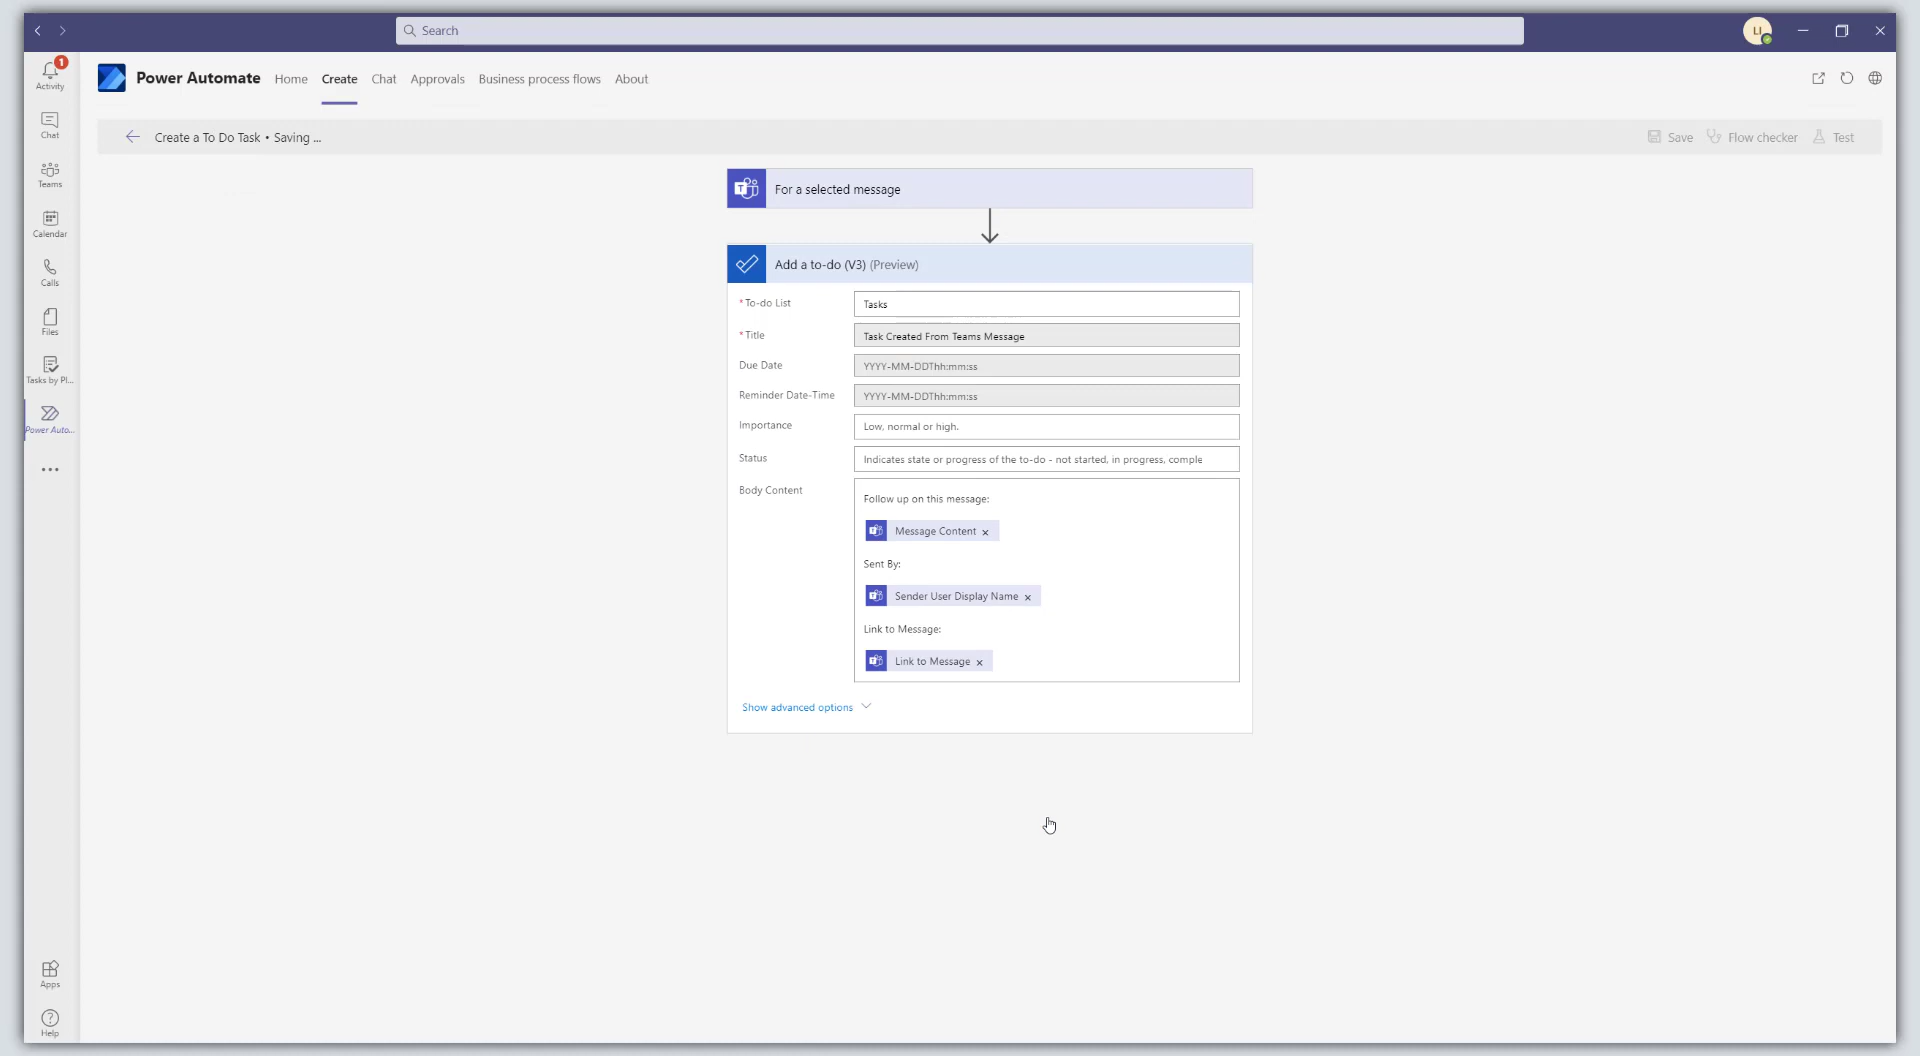 Search
LI
1
Activity
Chat
Teams
Calendar
Calls
Files
Tasks by Pl...
Power Auto...
Apps
Help
Power Automate
Home
Create
Chat
Approvals
Business process flows
About
Create a To Do Task • Saving ...
Save
Flow checker
Test
For a selected message
Add a to-do (V3) (Preview)
* To-do List
Tasks
* Title
Task Created From Teams Message
Due Date
YYYY-MM-DDThh:mm:ss
Reminder Date-Time
YYYY-MM-DDThh:mm:ss
Importance
Low, normal or high.
Status
Indicates state or progress of the to-do - not started, in progress, comple
Body Content
Follow up on this message:
Message Content ×
Sent By:
Sender User Display Name ×
Link to Message:
Link to Message ×
Show advanced options